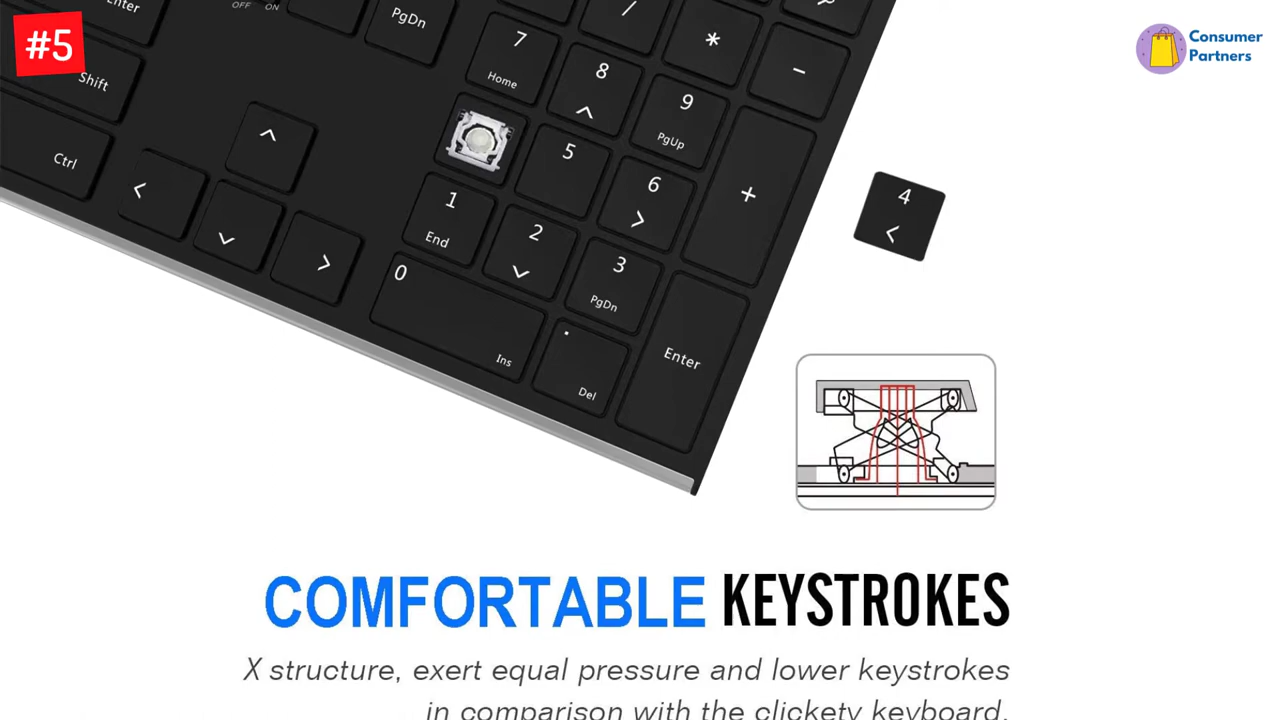 #5
Consumer
Partners
Enter
OFF ON
PgDn
Shift
Ctrl
^
<
>
/
*
-
7
Home
8
^
9
PgUp
5
6
>
+
4
<
1
End
2
3
PgDn
0
Ins
.
Del
Enter
COMFORTABLE KEYSTROKES
X structure, exert equal pressure and lower keystrokes
in comparison with the clickety keyboard.